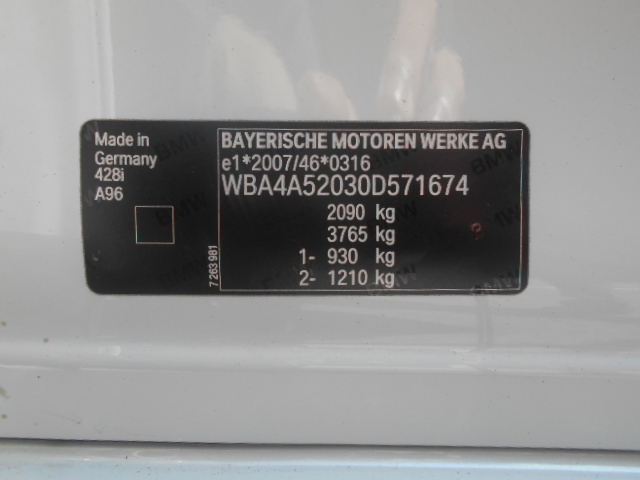 Made in
Germany
428i
A96
7 263 981
BAYERISCHE MOTOREN WERKE AG
e1*2007/46*0316
WBA4A52030D571674
2090 kg
3765 kg
1- 930 kg
2- 1210 kg